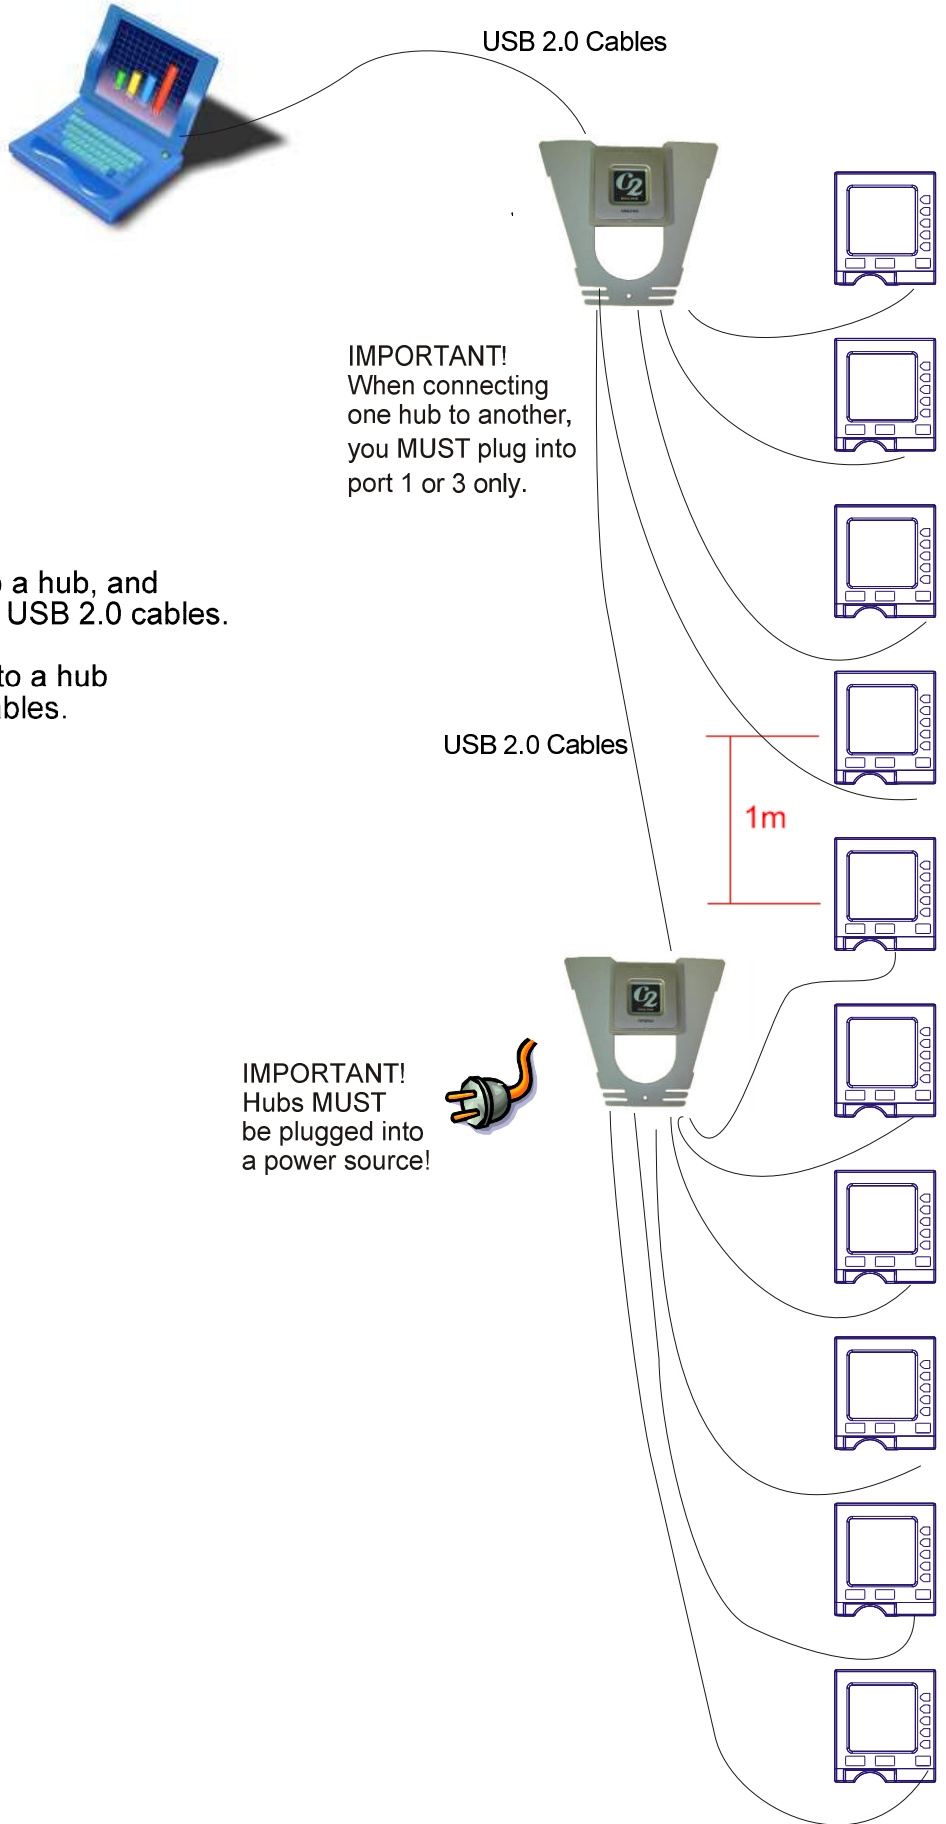 USB 2.0 Cables
C2
IMPORTANT!
When connecting
one hub to another,
you MUST plug into
port 1 or 3 only.
a hub, and
USB 2.0 cables.
to a hub
USB 2.0 Cables
1m
C2
IMPORTANT!
Hubs MUST
be plugged into
a power source!